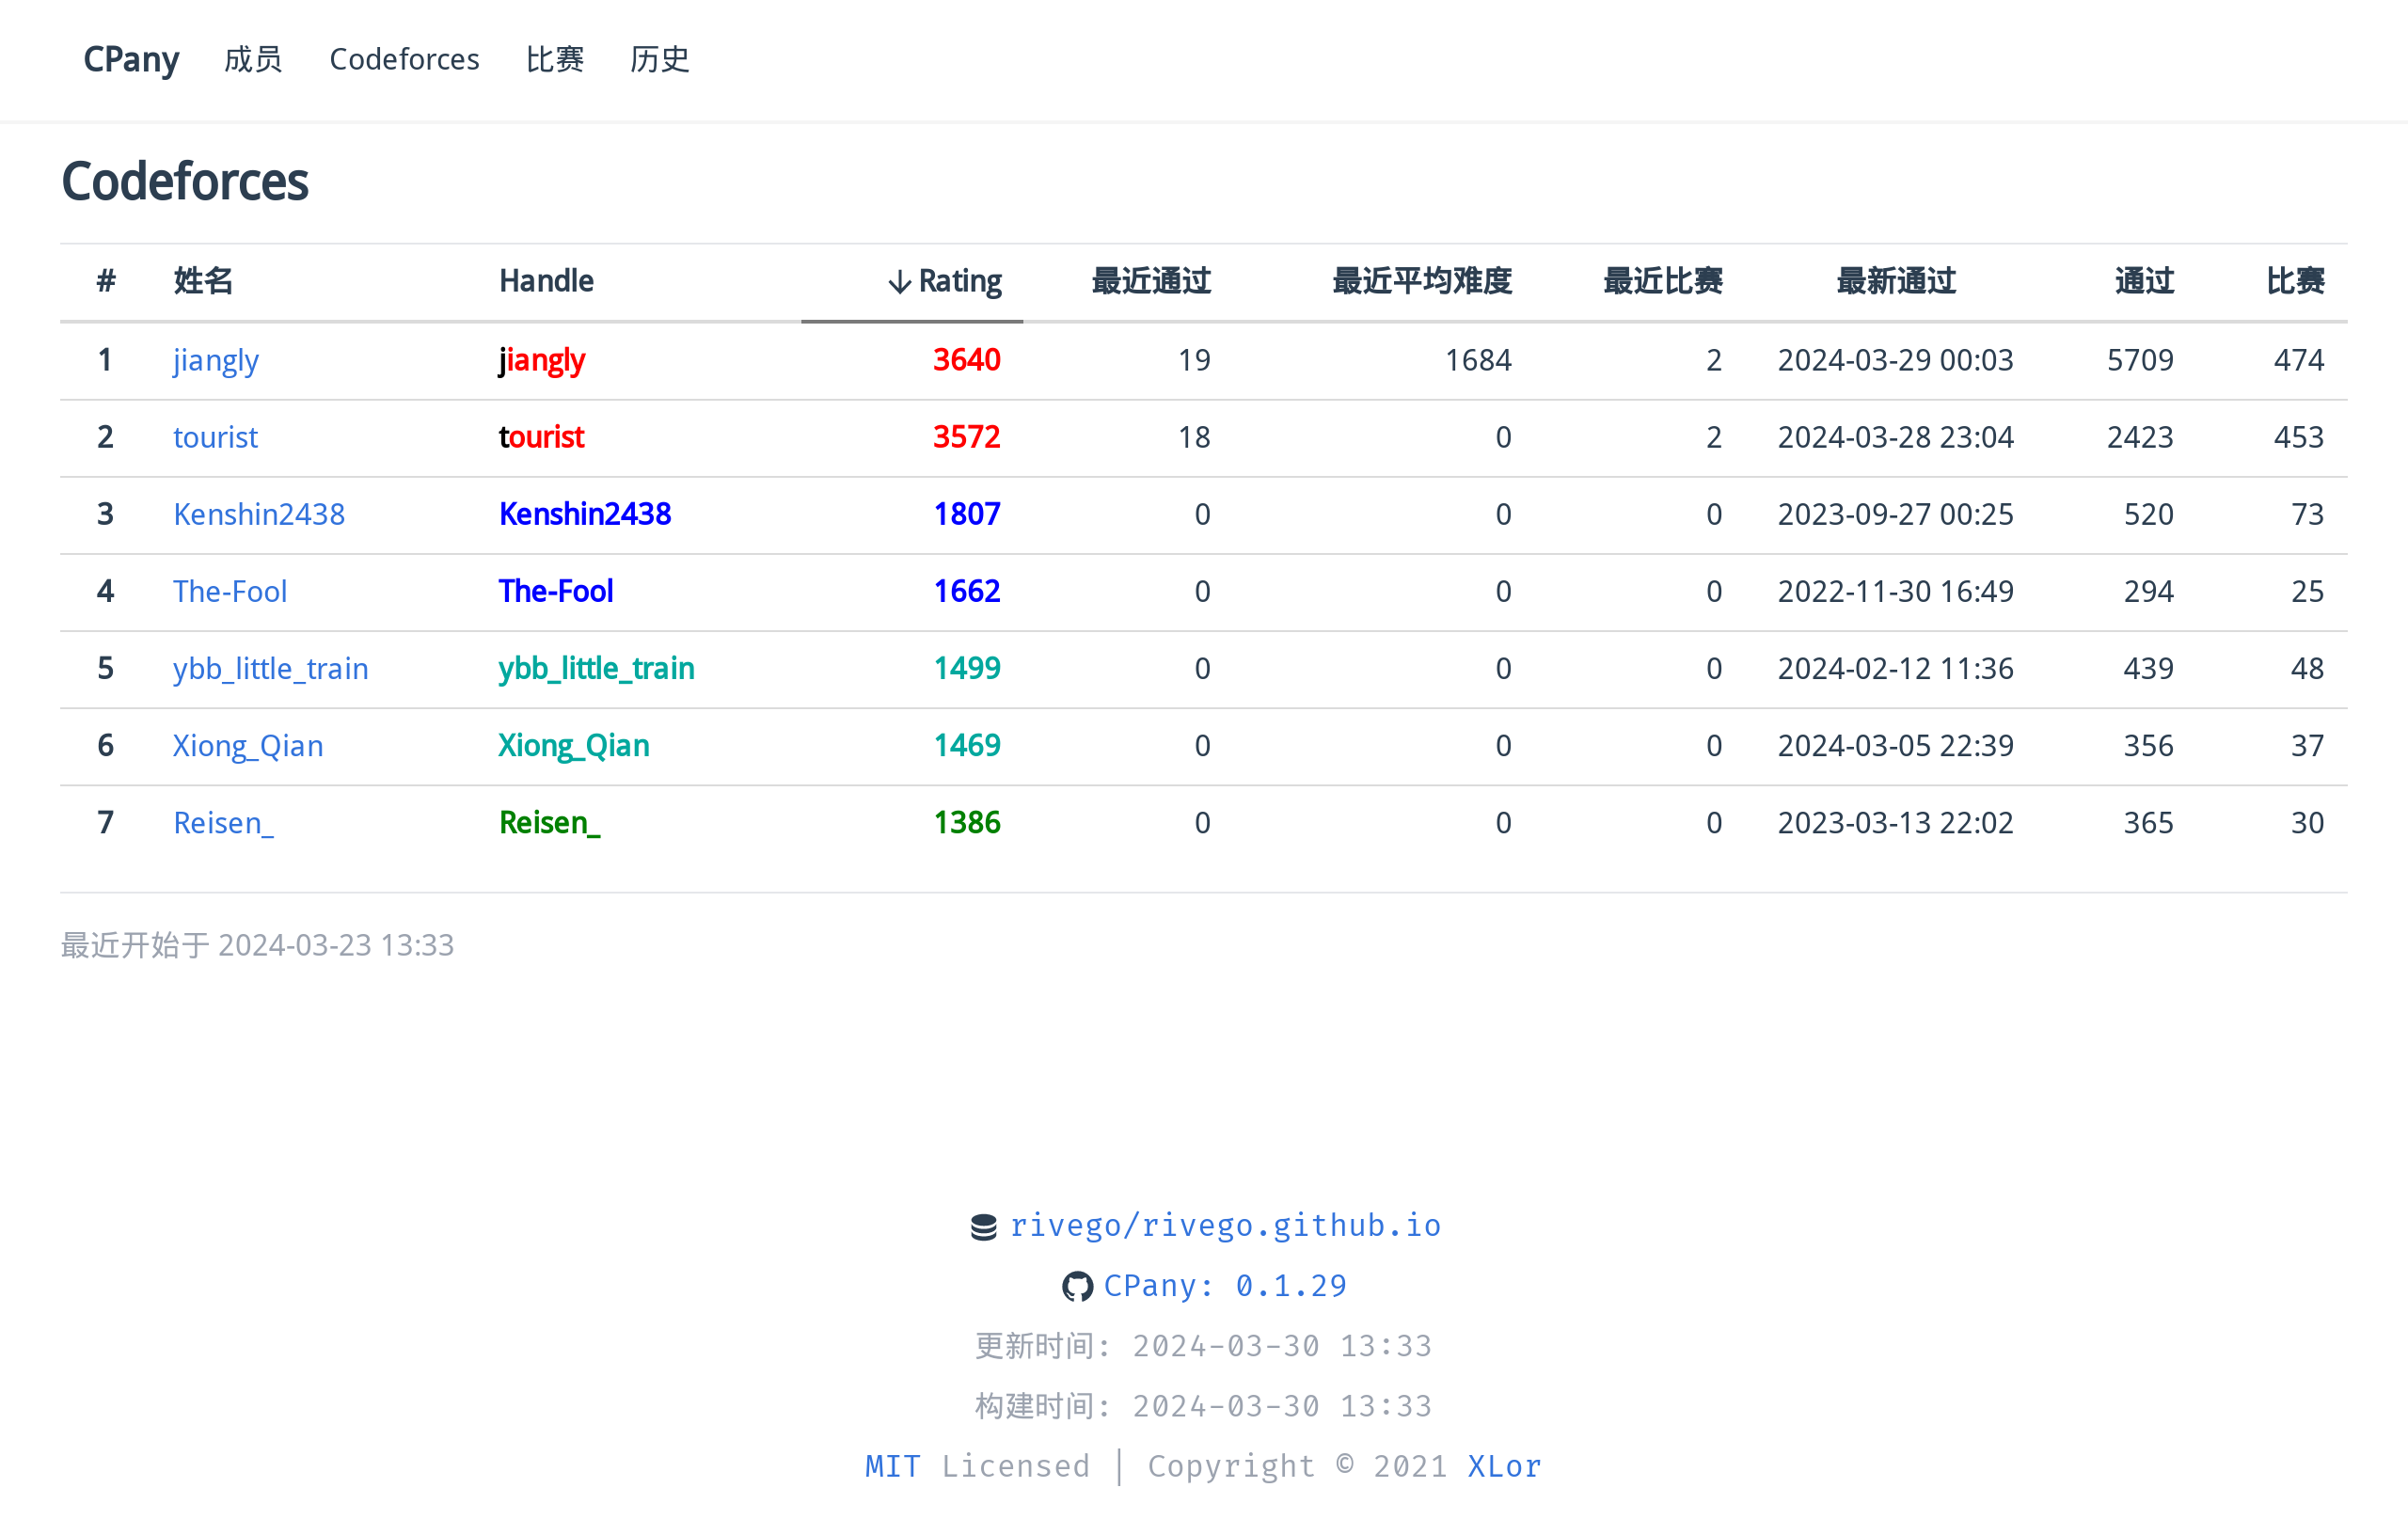 CPany 成员 Codeforces 比赛 历史
Codeforces
# 姓名 Handle ↓ Rating 最近通过 最近平均难度 最近比赛 最新通过 通过 比赛
1 jiangly jiangly 3640 19 1684 2 2024-03-29 00:03 5709 474
2 tourist tourist 3572 18 0 2 2024-03-28 23:04 2423 453
3 Kenshin2438 Kenshin2438 1807 0 0 0 2023-09-27 00:25 520 73
4 The-Fool The-Fool 1662 0 0 0 2022-11-30 16:49 294 25
5 ybb_little_train ybb_little_train 1499 0 0 0 2024-02-12 11:36 439 48
6 Xiong_Qian Xiong_Qian 1469 0 0 0 2024-03-05 22:39 356 37
7 Reisen_ Reisen_ 1386 0 0 0 2023-03-13 22:02 365 30
最近开始于 2024-03-23 13:33
rivego/rivego.github.io
CPany: 0.1.29
更新时间: 2024-03-30 13:33
构建时间: 2024-03-30 13:33
MIT Licensed | Copyright © 2021 XLor